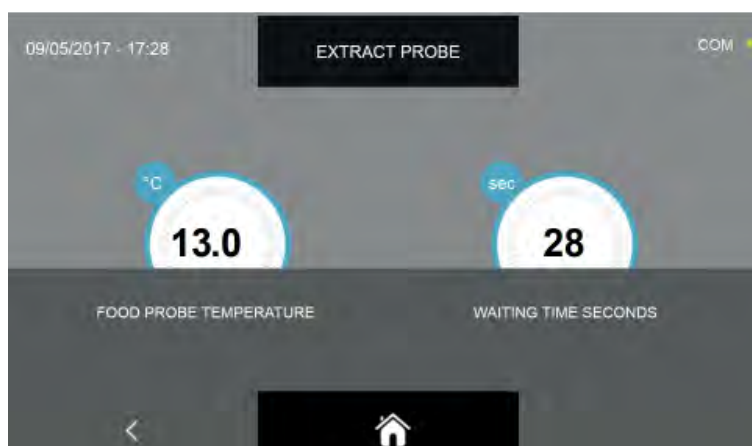 09/05/2017 - 17:28
EXTRACT PROBE
COM
°C
13.0
sec
28
FOOD PROBE TEMPERATURE
WAITING TIME SECONDS